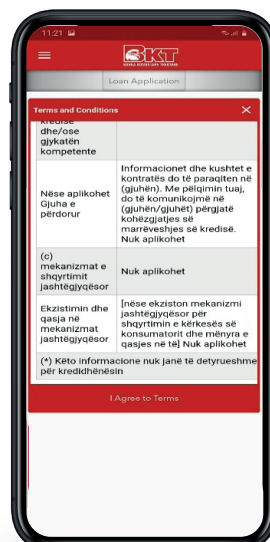 11:21
BKT
Loan Application
Terms and Conditions
kredisë
dhe/ose
gjykatën
kompetente
Nëse aplikohet
Gjuha e
përdorur
Informacionet dhe kushtet e
kontratës do të paraqiten në
(gjuhën). Me pëlqimin tuaj,
do të komunikojmë në
(gjuhën/gjuhët) përgjatë
kohëzgjatjes së
marrëveshjes së kredisë.
Nuk aplikohet
(c)
mekanizmat e
shqyrtimit
jashtëgjyqësor
Nuk aplikohet
Ekzistimin dhe
qasja në
mekanizmat
jashtëgjyqësor
[nëse ekziston mekanizmi
jashtëgjyqësor për
shqyrtimin e kërkesës së
konsumatorit dhe mënyra e
qasjes në të] Nuk aplikohet
(*) Këto informacione nuk janë të detyrueshme
për kredidhënësin
I Agree to Terms